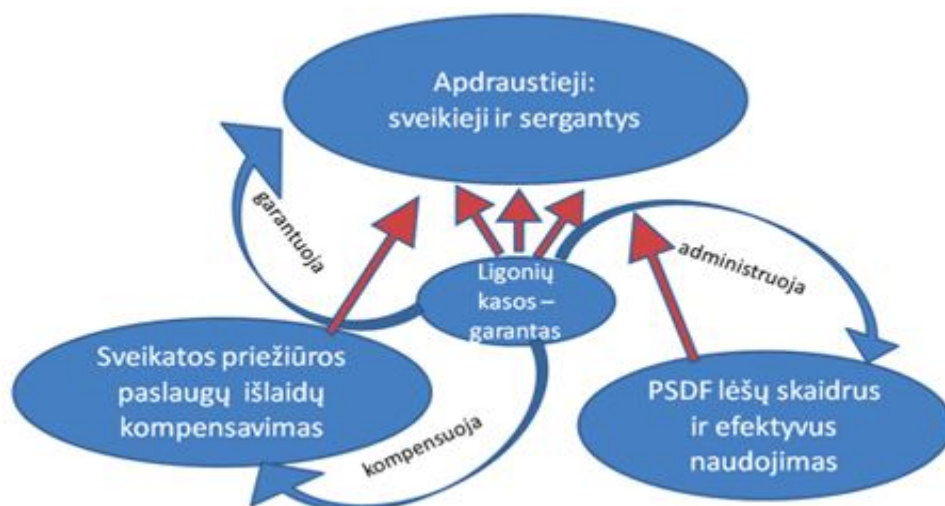 Apdraustieji:
sveikieji ir sergantys
garantuoja
administruoja
Ligonių
kasos –
garantas
Sveikatos priežiūros
paslaugų išlaidų
kompensavimas
kompensuoja
PSDF lėšų skaidrus
ir efektyvus
naudojimas